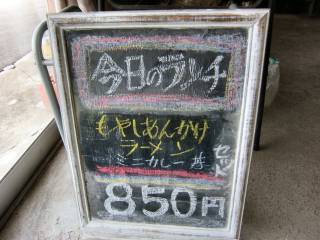 今日のランチ
もやしあんかけ
ラーメン
ミニカレー丼
セット
850円